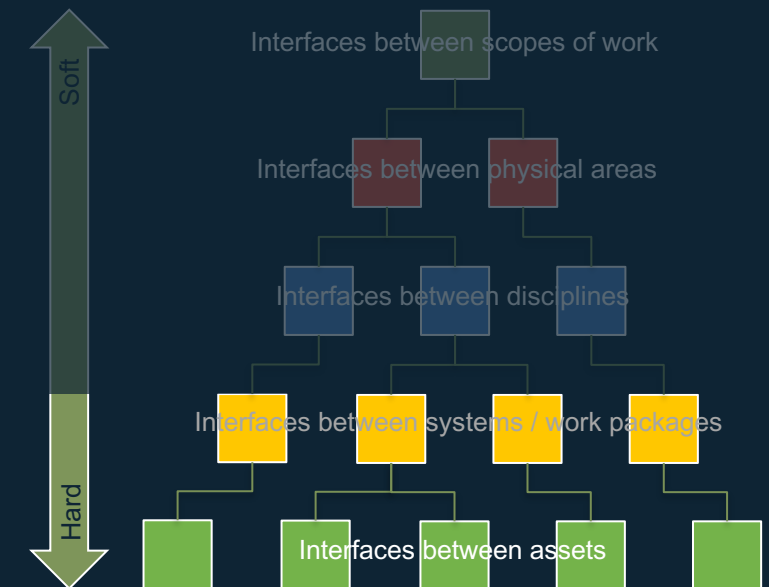 Soft
Interfaces between scopes of work
Interfaces between physical areas
Interfaces between disciplines
Interfaces between systems / work packages
Hard
Interfaces between assets